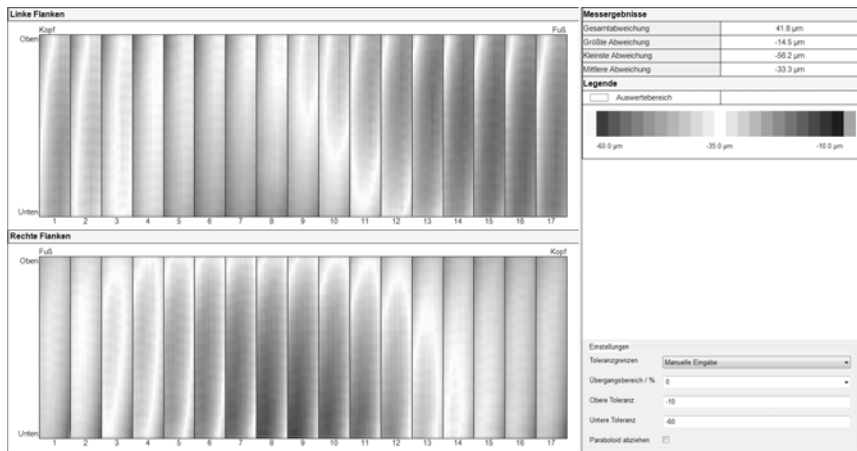 Linke Flanken
Kopf
Fuß
Oben
Unten
1 2 3 4 5 6 7 8 9 10 11 12 13 14 15 16 17
Rechte Flanken
Fuß
Kopf
Oben
Unten
1 2 3 4 5 6 7 8 9 10 11 12 13 14 15 16 17
Messergebnisse
Gesamtabweichung 41.8 µm
Größte Abweichung -14.5 µm
Kleinste Abweichung -56.2 µm
Mittlere Abweichung -33.3 µm
Legende
Auswertebereich
-60.0 µm -35.0 µm -10.0 µm
Einstellungen
Toleranzgrenzen Manuelle Eingabe
Übergangsbereich / % 0
Obere Toleranz -10
Untere Toleranz -60
Paraboloid abziehen